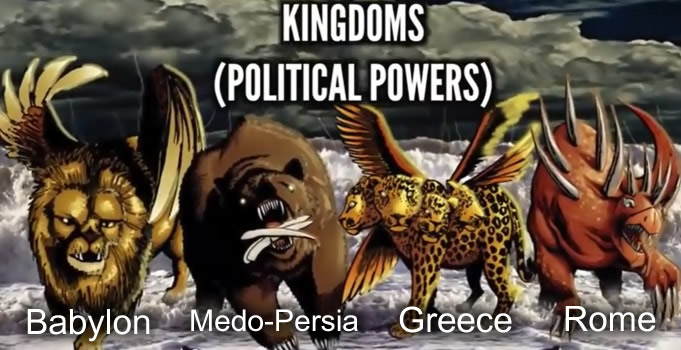 KINGDOMS
(POLITICAL POWERS)
Babylon Medo-Persia Greece Rome